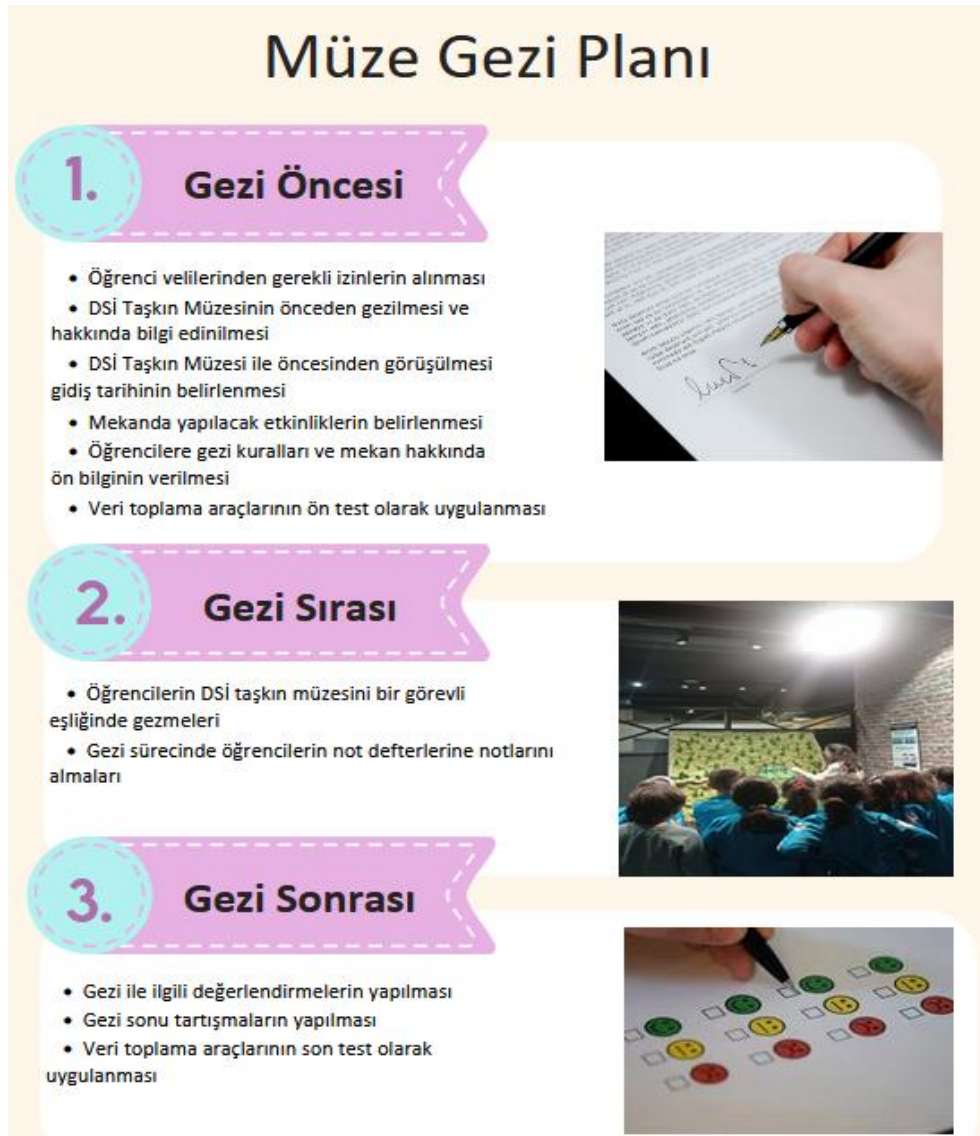 Müze Gezi Planı
1.
Gezi Öncesi
• Öğrenci velilerinden gerekli izinlerin alınması
• DSİ Taşkın Müzesinin önceden gezilmesi ve
hakkında bilgi edinilmesi
• DSİ Taşkın Müzesi ile öncesinden görüşülmesi
gidiş tarihinin belirlenmesi
• Mekanda yapılacak etkinliklerin belirlenmesi
• Öğrencilere gezi kuralları ve mekan hakkında
ön bilginin verilmesi
• Veri toplama araçlarının ön test olarak uygulanması
2.
Gezi Sırası
• Öğrencilerin DSİ taşkın müzesini bir görevli
eşliğinde gezmeleri
• Gezi sürecinde öğrencilerin not defterlerine notlarını
almaları
3.
Gezi Sonrası
• Gezi ile ilgili değerlendirmelerin yapılması
• Gezi sonu tartışmaların yapılması
• Veri toplama araçlarının son test olarak
uygulanması